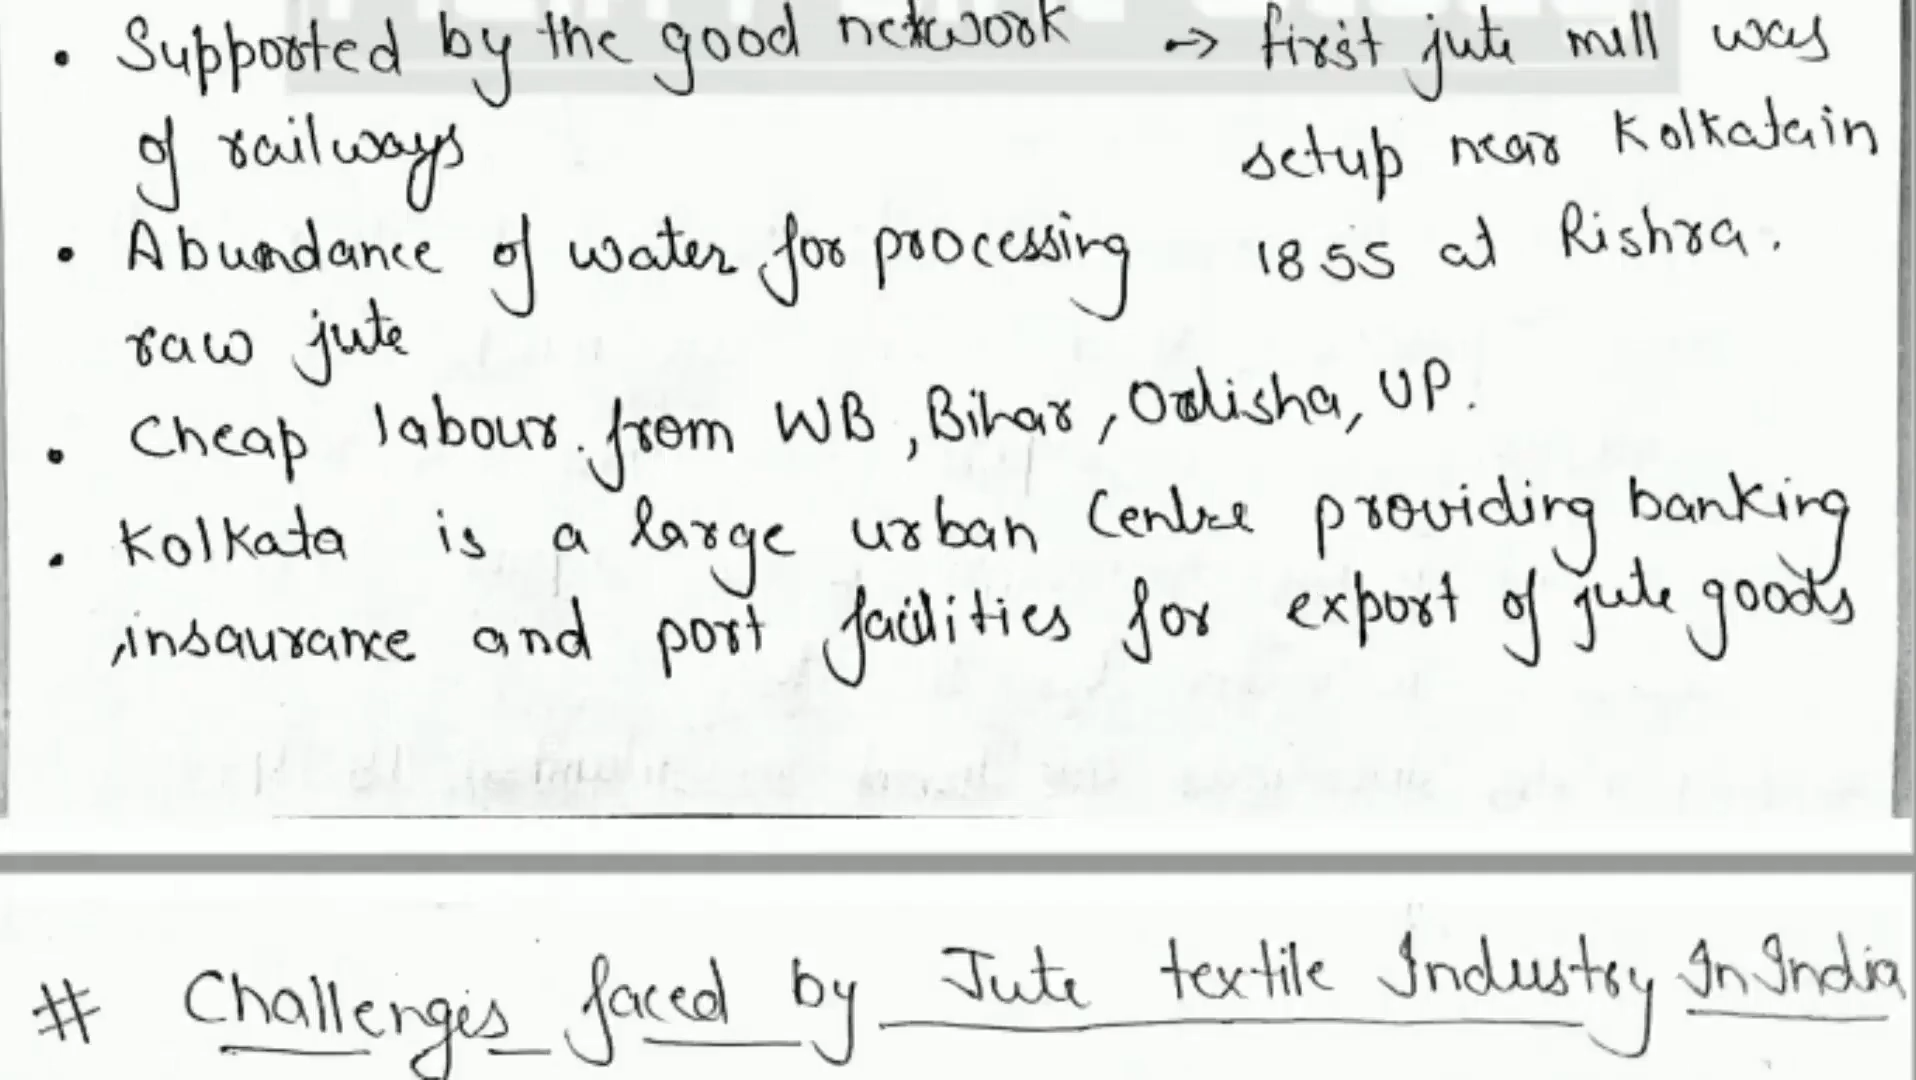 • Supported by the good network
of railways
• Abundance of water for processing
raw jute
→ first jute mill was
setup near Kolkata in
1855 at Rishra.
• Cheap labour from WB, Bihar, Odisha, UP.
• Kolkata is a large urban Centre providing banking
,insaurance and port facilities for export of jute goods
# Challenges faced by Jute textile Industry In India